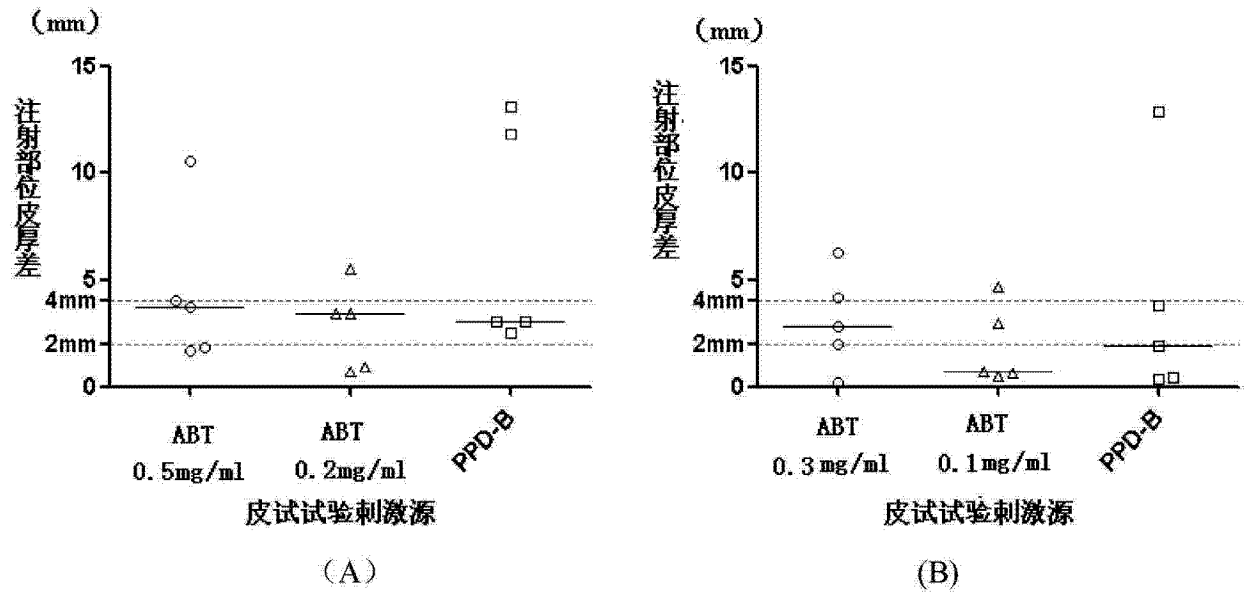 （mm）
15
10
5
4mm
2mm
0
注射部位皮厚差
ABT
0.5mg/ml
ABT
0.2mg/ml
PPD-B
皮试试验刺激源
（A）
（mm）
15
10
5
4mm
2mm
0
注射部位皮厚差
ABT
0.3mg/ml
ABT
0.1mg/ml
PPD-B
皮试试验刺激源
(B)